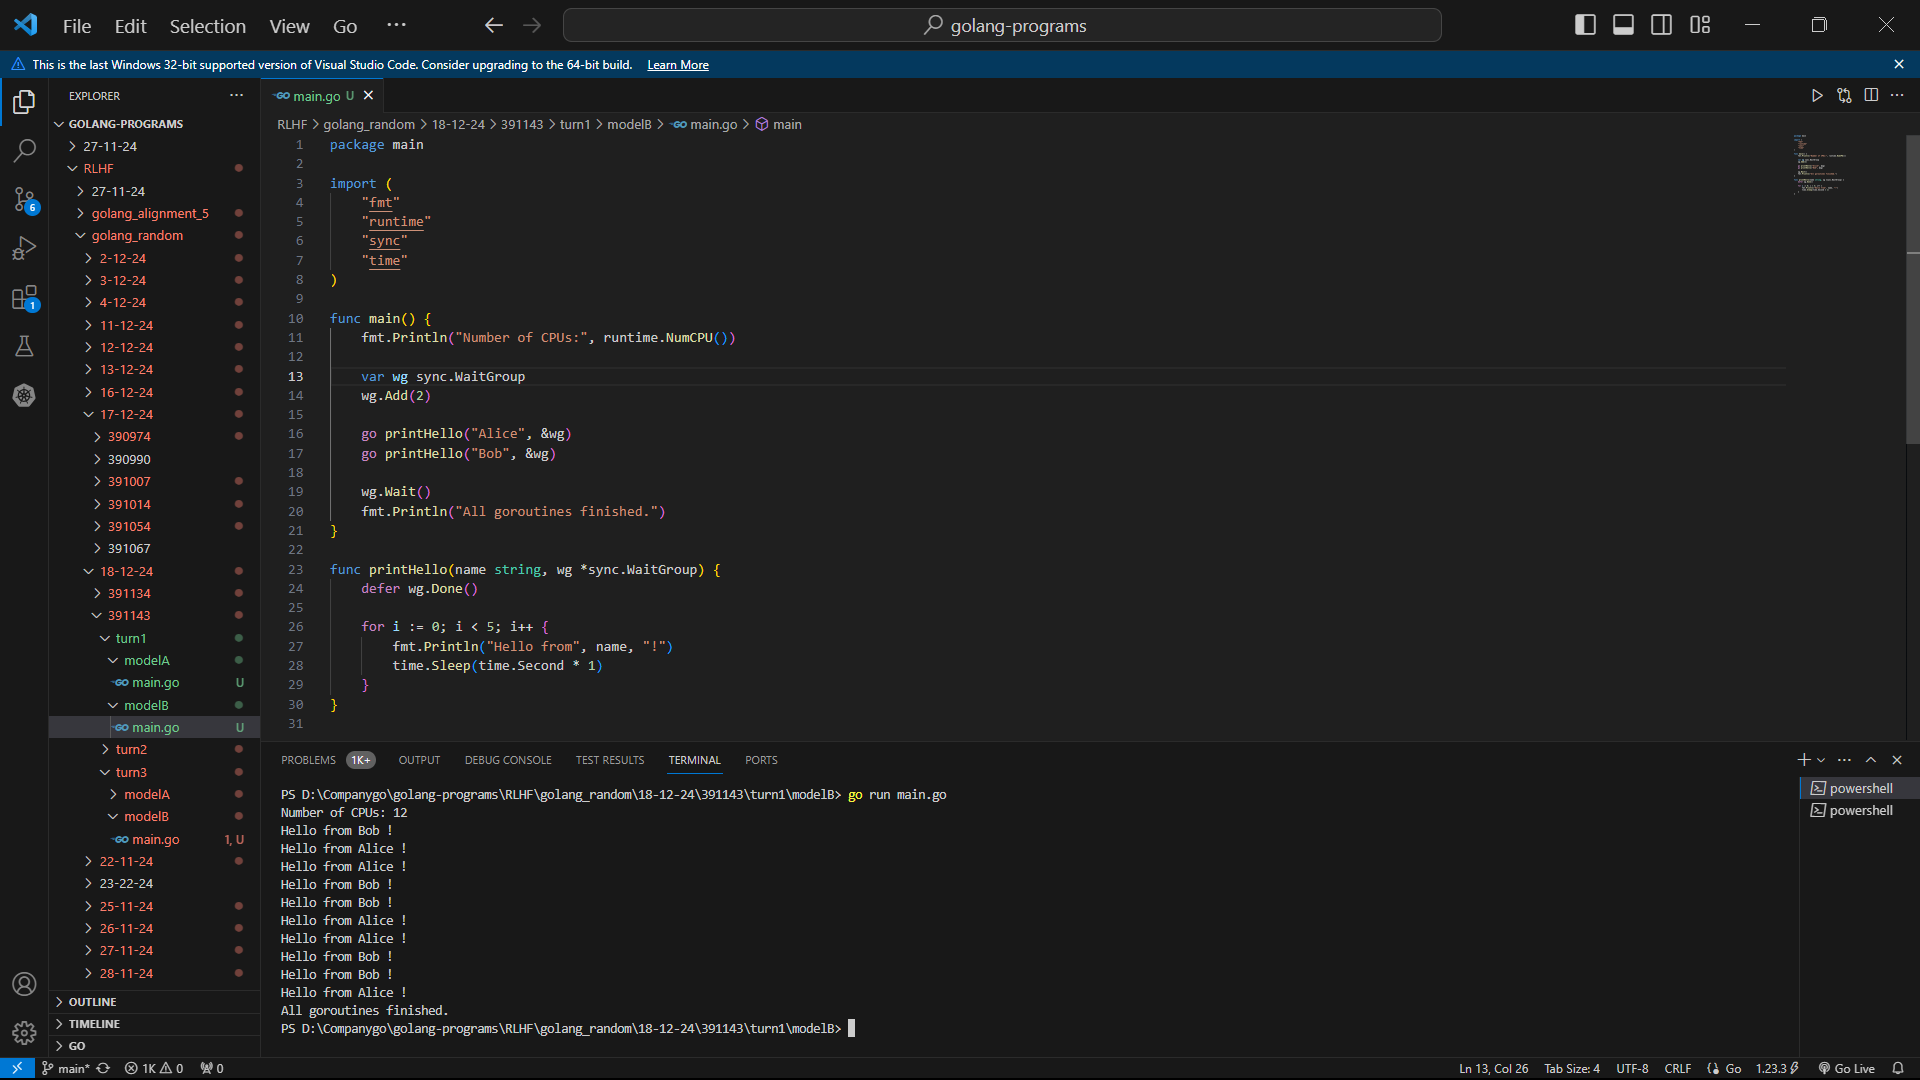 File Edit Selection View Go ···
golang-programs
This is the last Windows 32-bit supported version of Visual Studio Code. Consider upgrading to the 64-bit build. Learn More
EXPLORER
GOLANG-PROGRAMS
27-11-24
RLHF
27-11-24
golang_alignment_5
golang_random
2-12-24
3-12-24
4-12-24
11-12-24
12-12-24
13-12-24
16-12-24
17-12-24
390974
390990
391007
391014
391054
391067
18-12-24
391134
391143
turn1
modelA
main.go U
modelB
main.go U
turn2
turn3
modelA
modelB
main.go 1, U
22-11-24
23-22-24
25-11-24
26-11-24
27-11-24
28-11-24
OUTLINE
TIMELINE
GO
6
1
main.go U
RLHF > golang_random > 18-12-24 > 391143 > turn1 > modelB > main.go > main
1 package main
2
3 import (
4 "fmt"
5 "runtime"
6 "sync"
7 "time"
8 )
9
10 func main() {
11 fmt.Println("Number of CPUs:", runtime.NumCPU())
12
13 var wg sync.WaitGroup
14 wg.Add(2)
15
16 go printHello("Alice", &wg)
17 go printHello("Bob", &wg)
18
19 wg.Wait()
20 fmt.Println("All goroutines finished.")
21 }
22
23 func printHello(name string, wg *sync.WaitGroup) {
24 defer wg.Done()
25
26 for i := 0; i < 5; i++ {
27 fmt.Println("Hello from", name, "!")
28 time.Sleep(time.Second * 1)
29 }
30 }
31
PROBLEMS 1K+ OUTPUT DEBUG CONSOLE TEST RESULTS TERMINAL PORTS
PS D:\Companygo\golang-programs\RLHF\golang_random\18-12-24\391143\turn1\modelB> go run main.go
Number of CPUs: 12
Hello from Bob !
Hello from Alice !
Hello from Alice !
Hello from Bob !
Hello from Bob !
Hello from Alice !
Hello from Alice !
Hello from Bob !
Hello from Bob !
Hello from Alice !
All goroutines finished.
PS D:\Companygo\golang-programs\RLHF\golang_random\18-12-24\391143\turn1\modelB>
powershell
powershell
main* 1K 0 0 Ln 13, Col 26 Tab Size: 4 UTF-8 CRLF Go 1.23.3 Go Live